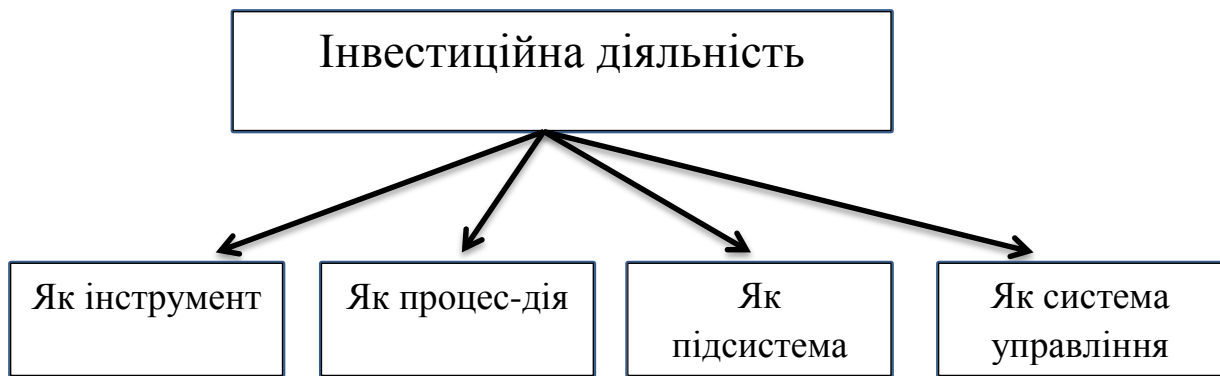 Інвестиційна діяльність
Як інструмент
Як процес-дія
Як
підсистема
Як система
управління